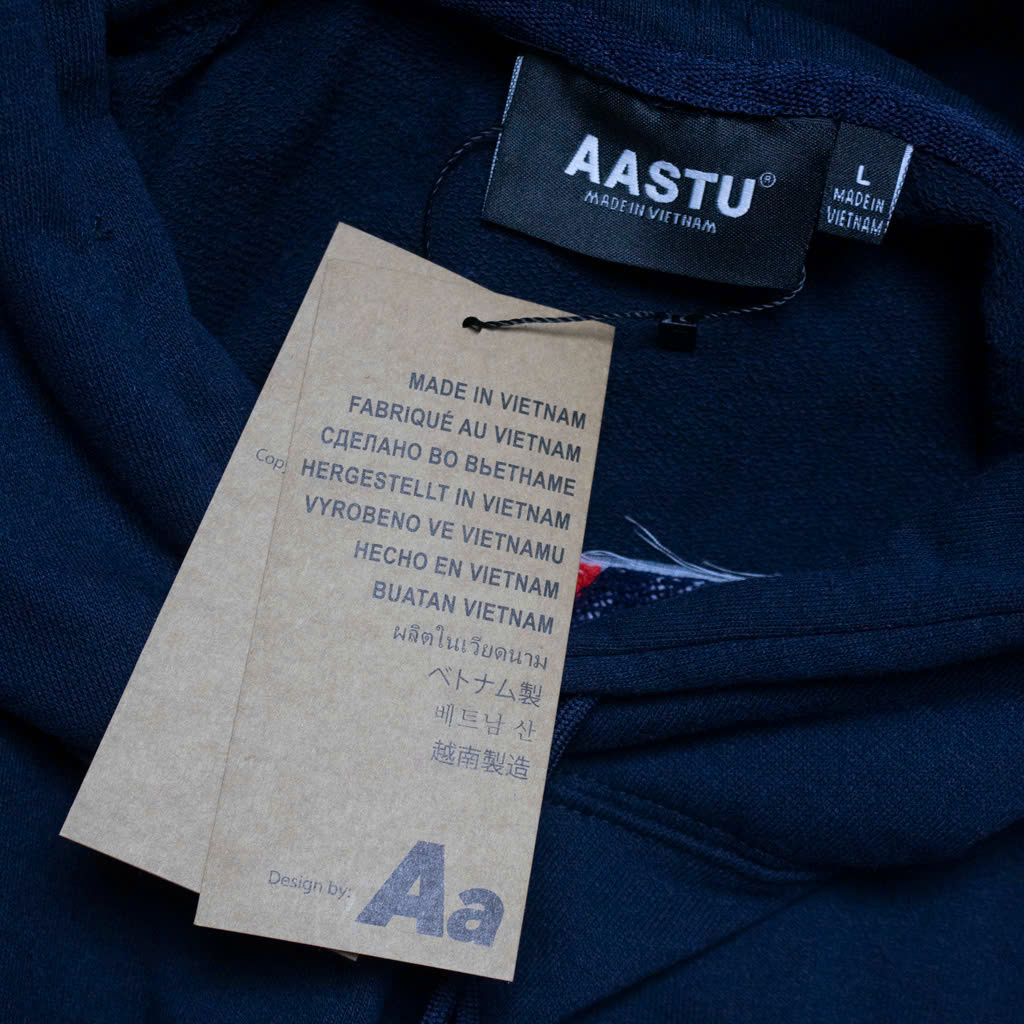 AASTU®
MADE IN VIETNAM
L
MADE IN
VIETNAM
MADE IN VIETNAM
FABRIQUÉ AU VIETNAM
СДЕЛАНО ВО ВЬЕТНАМЕ
HERGESTELLT IN VIETNAM
VYROBENO VE VIETNAMU
HECHO EN VIETNAM
BUATAN VIETNAM
ผลิตในเวียดนาม
ベトナム製
베트남 산
越南製造
Design by:
Aa